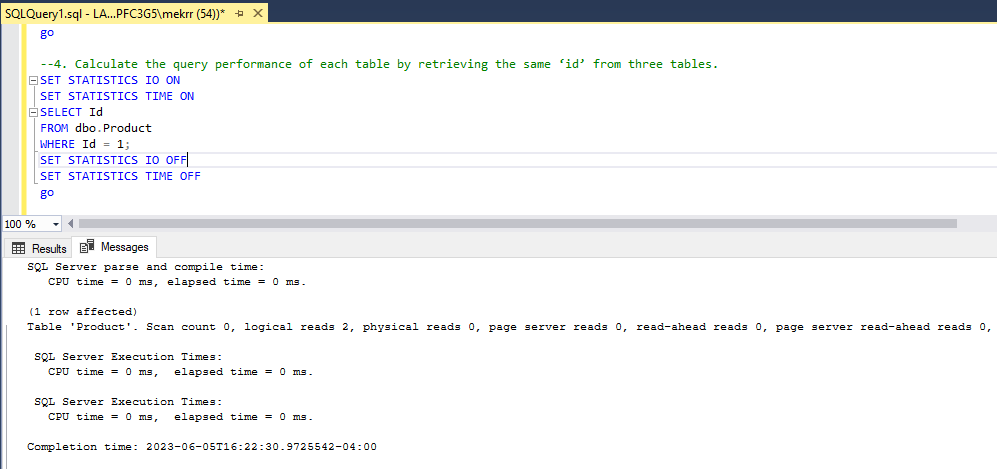 SQLQuery1.sql - LA...PFC3G5\mekrr (54))*
go
--4. Calculate the query performance of each table by retrieving the same ‘id’ from three tables.
SET STATISTICS IO ON
SET STATISTICS TIME ON
SELECT Id
FROM dbo.Product
WHERE Id = 1;
SET STATISTICS IO OFF
SET STATISTICS TIME OFF
go
100 %
Results Messages
SQL Server parse and compile time:
CPU time = 0 ms, elapsed time = 0 ms.
(1 row affected)
Table 'Product'. Scan count 0, logical reads 2, physical reads 0, page server reads 0, read-ahead reads 0, page server read-ahead reads 0,
SQL Server Execution Times:
CPU time = 0 ms,  elapsed time = 0 ms.
SQL Server Execution Times:
CPU time = 0 ms,  elapsed time = 0 ms.
Completion time: 2023-06-05T16:22:30.9725542-04:00